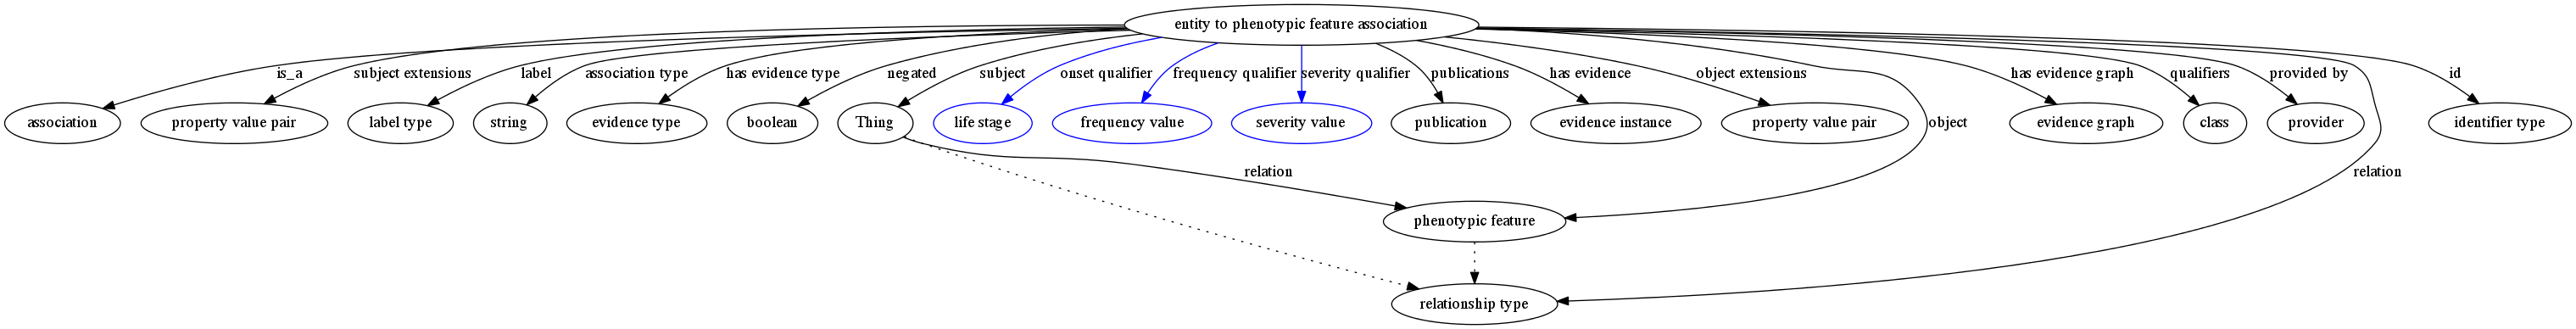 entity to phenotypic feature association
is_a
subject extensions
label
association type
has evidence type
negated
subject
onset qualifier
frequency qualifier
severity qualifier
publications
has evidence
object extensions
object
has evidence graph
qualifiers
provided by
relation
id
association
property value pair
label type
string
evidence type
boolean
Thing
life stage
frequency value
severity value
publication
evidence instance
property value pair
evidence graph
class
provider
identifier type
relation
phenotypic feature
relationship type